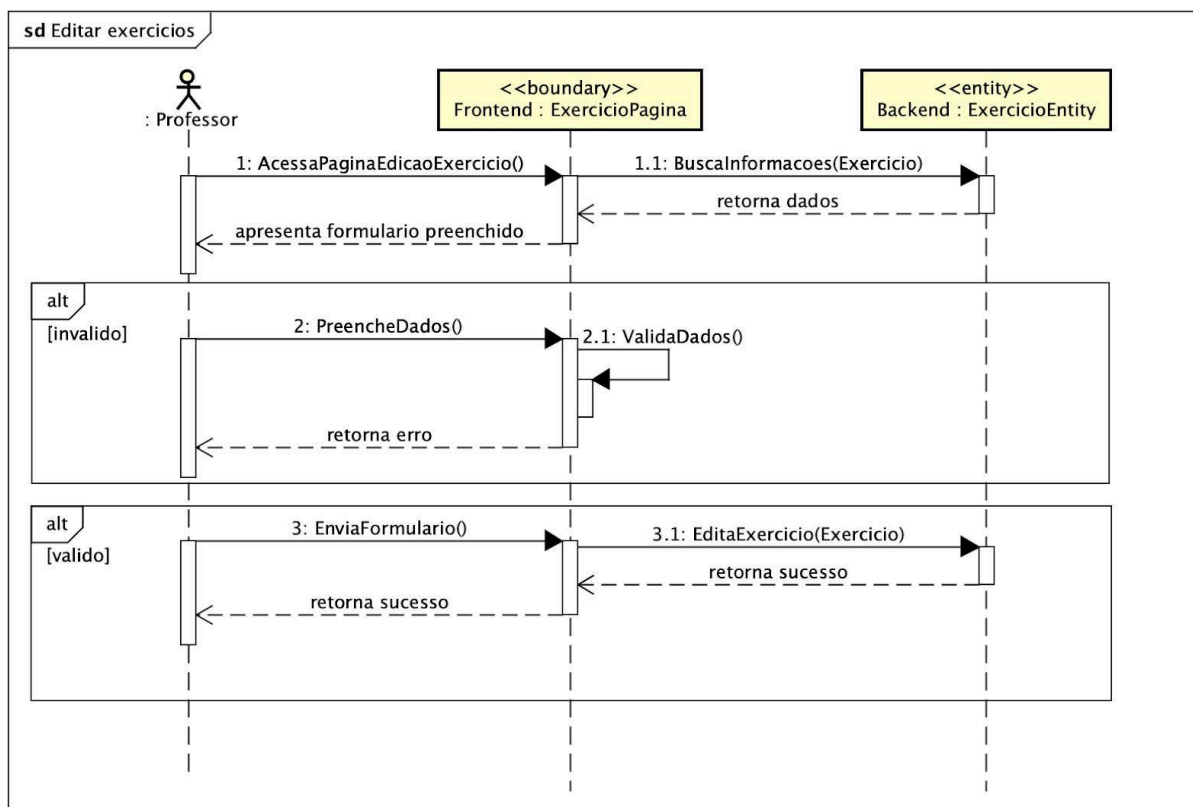 sd Editar exercicios
: Professor
<<boundary>>
Frontend : ExercicioPagina
<<entity>>
Backend : ExercicioEntity
1: AcessaPaginaEdicaoExercicio()
1.1: BuscaInformacoes(Exercicio)
retorna dados
apresenta formulario preenchido
alt
[invalido]
2: PreencheDados()
2.1: ValidaDados()
retorna erro
alt
[valido]
3: EnviaFormulario()
3.1: EditaExercicio(Exercicio)
retorna sucesso
retorna sucesso